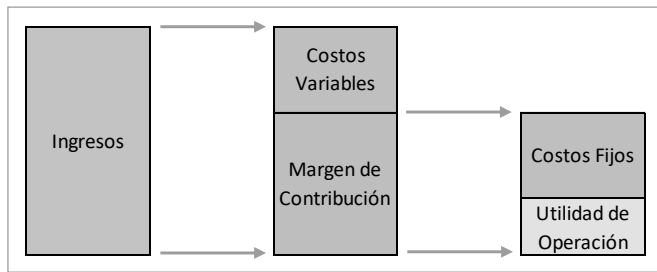 Ingresos
Costos
Variables
Margen de
Contribución
Costos Fijos
Utilidad de
Operación